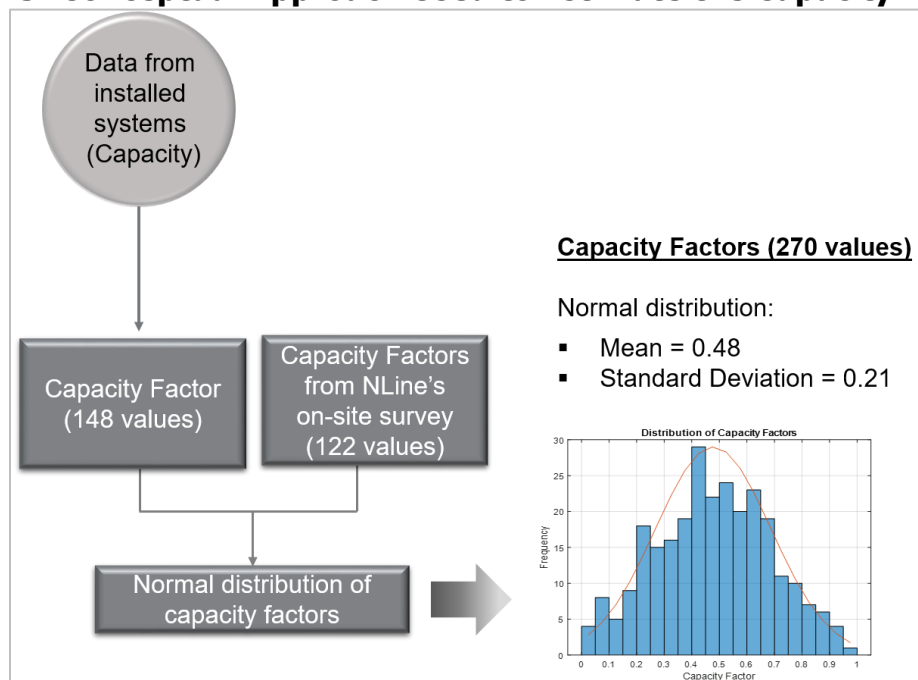 Data from
installed
systems
(Capacity)
Capacity Factor
(148 values)
Capacity Factors
from NLine's
on-site survey
(122 values)
Normal distribution of
capacity factors
Capacity Factors (270 values)
Normal distribution:
▪ Mean = 0.48
▪ Standard Deviation = 0.21
Distribution of Capacity Factors
Frequency
30
25
20
15
10
5
0
0 0.1 0.2 0.3 0.4 0.5 0.6 0.7 0.8 0.9 1
Capacity Factor